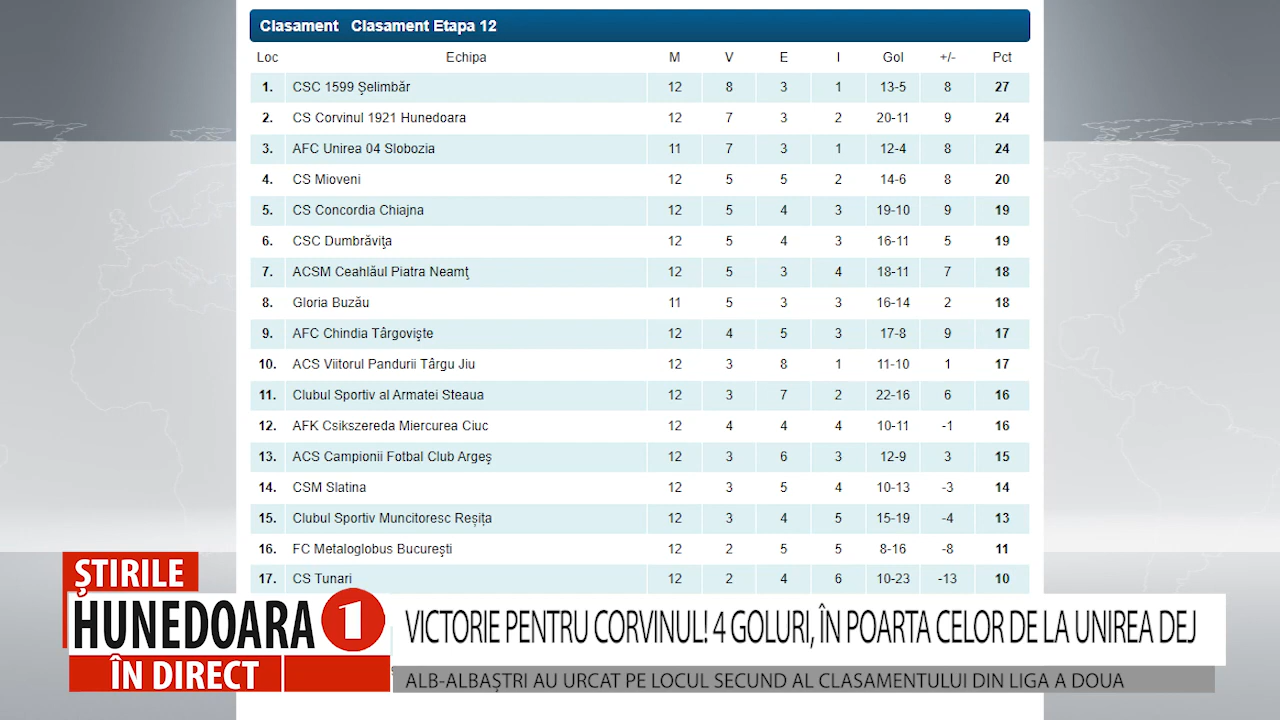 Clasament Clasament Etapa 12
Loc Echipa M V E I Gol +/- Pct
1. CSC 1599 Şelimbăr 12 8 3 1 13-5 8 27
2. CS Corvinul 1921 Hunedoara 12 7 3 2 20-11 9 24
3. AFC Unirea 04 Slobozia 11 7 3 1 12-4 8 24
4. CS Mioveni 12 5 5 2 14-6 8 20
5. CS Concordia Chiajna 12 5 4 3 19-10 9 19
6. CSC Dumbrăviţa 12 5 4 3 16-11 5 19
7. ACSM Ceahlăul Piatra Neamţ 12 5 3 4 18-11 7 18
8. Gloria Buzău 11 5 3 3 16-14 2 18
9. AFC Chindia Târgovişte 12 4 5 3 17-8 9 17
10. ACS Viitorul Pandurii Târgu Jiu 12 3 8 1 11-10 1 17
11. Clubul Sportiv al Armatei Steaua 12 3 7 2 22-16 6 16
12. AFK Csikszereda Miercurea Ciuc 12 4 4 4 10-11 -1 16
13. ACS Campionii Fotbal Club Argeş 12 3 6 3 12-9 3 15
14. CSM Slatina 12 3 5 4 10-13 -3 14
15. Clubul Sportiv Muncitoresc Reșița 12 3 4 5 15-19 -4 13
16. FC Metaloglobus Bucureşti 12 2 5 5 8-16 -8 11
17. CS Tunari 12 2 4 6 10-23 -13 10
ȘTIRILE
HUNEDOARA 1
ÎN DIRECT
VICTORIE PENTRU CORVINUL! 4 GOLURI, ÎN POARTA CELOR DE LA UNIREA DEJ
ALB-ALBAȘTRI AU URCAT PE LOCUL SECUND AL CLASAMENTULUI DIN LIGA A DOUA